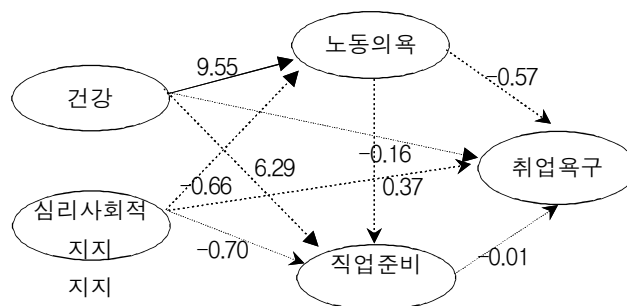 노동의욕
9.55
-0.57
건강
-0.16
취업욕구
6.29
-0.66
0.37
심리사회적
지지
지지
-0.70
직업준비
-0.01